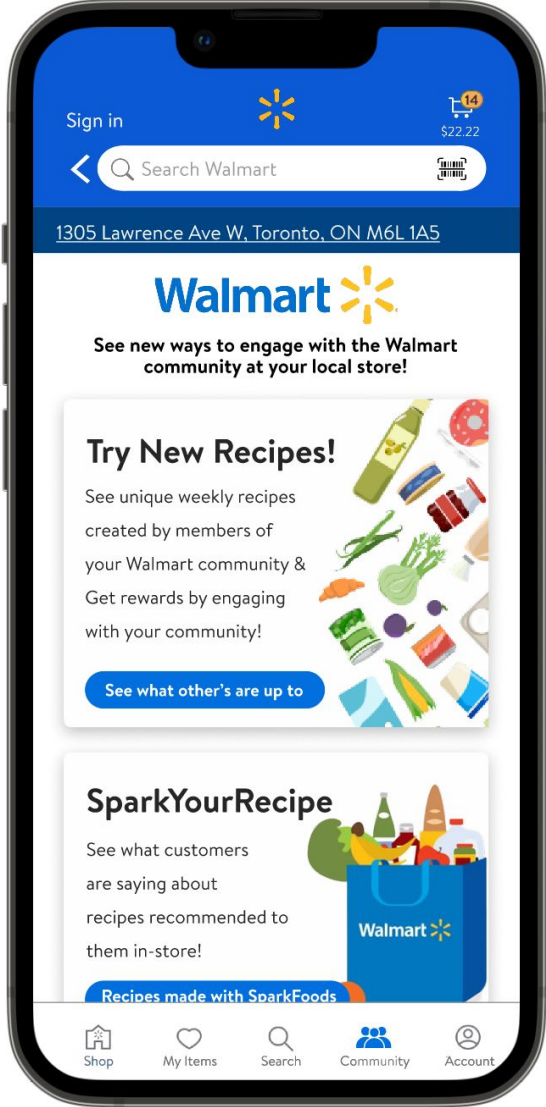 14
Sign in
$22.22
Search Walmart
1305 Lawrence Ave W, Toronto, ON M6L 1A5
Walmart
See new ways to engage with the Walmart
community at your local store!
Try New Recipes!
See unique weekly recipes
created by members of
your Walmart community &
Get rewards by engaging
with your community!
See what other's are up to
SparkYourRecipe
See what customers
are saying about
recipes recommended to
them in-store!
Walmart
Recipes made with SparkFoods
Shop
My Items
Search
Community
Account